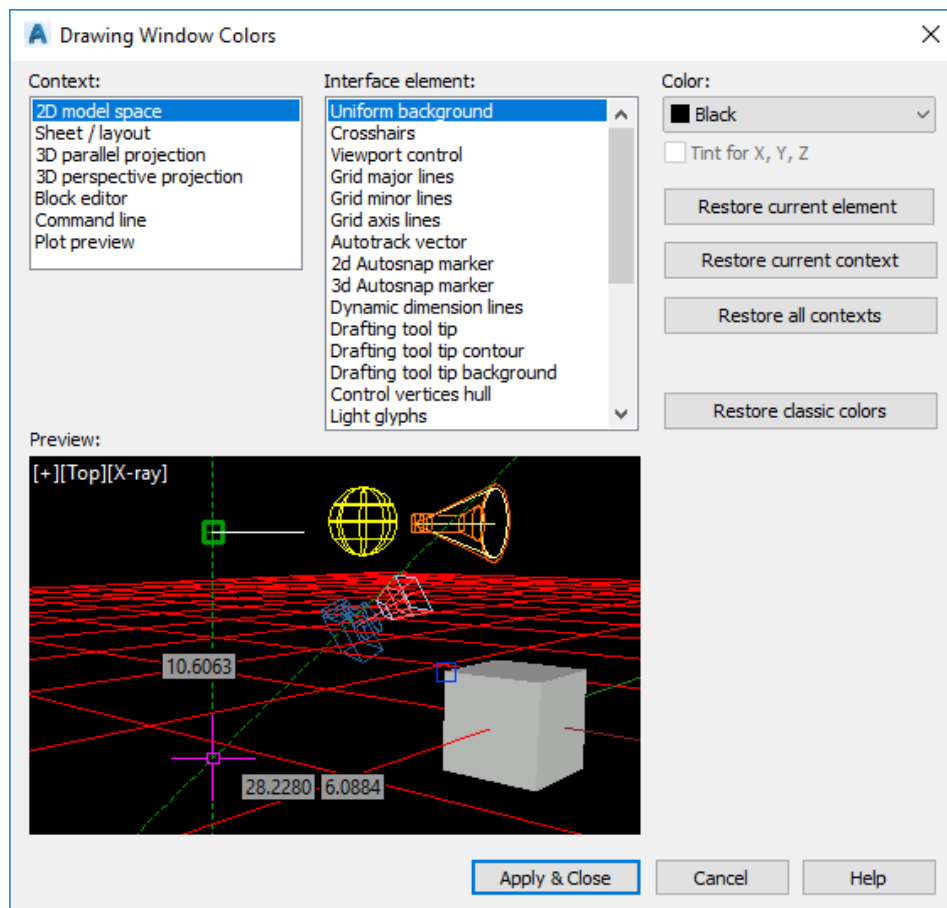 Drawing Window Colors
Context:
2D model space
Sheet / layout
3D parallel projection
3D perspective projection
Block editor
Command line
Plot preview
Interface element:
Uniform background
Crosshairs
Viewport control
Grid major lines
Grid minor lines
Grid axis lines
Autotrack vector
2d Autosnap marker
3d Autosnap marker
Dynamic dimension lines
Drafting tool tip
Drafting tool tip contour
Drafting tool tip background
Control vertices hull
Light glyphs
Color:
Black
Tint for X, Y, Z
Restore current element
Restore current context
Restore all contexts
Restore classic colors
Preview:
[+][Top][X-ray]
10.6063
28.2280 6.0884
Apply & Close
Cancel
Help